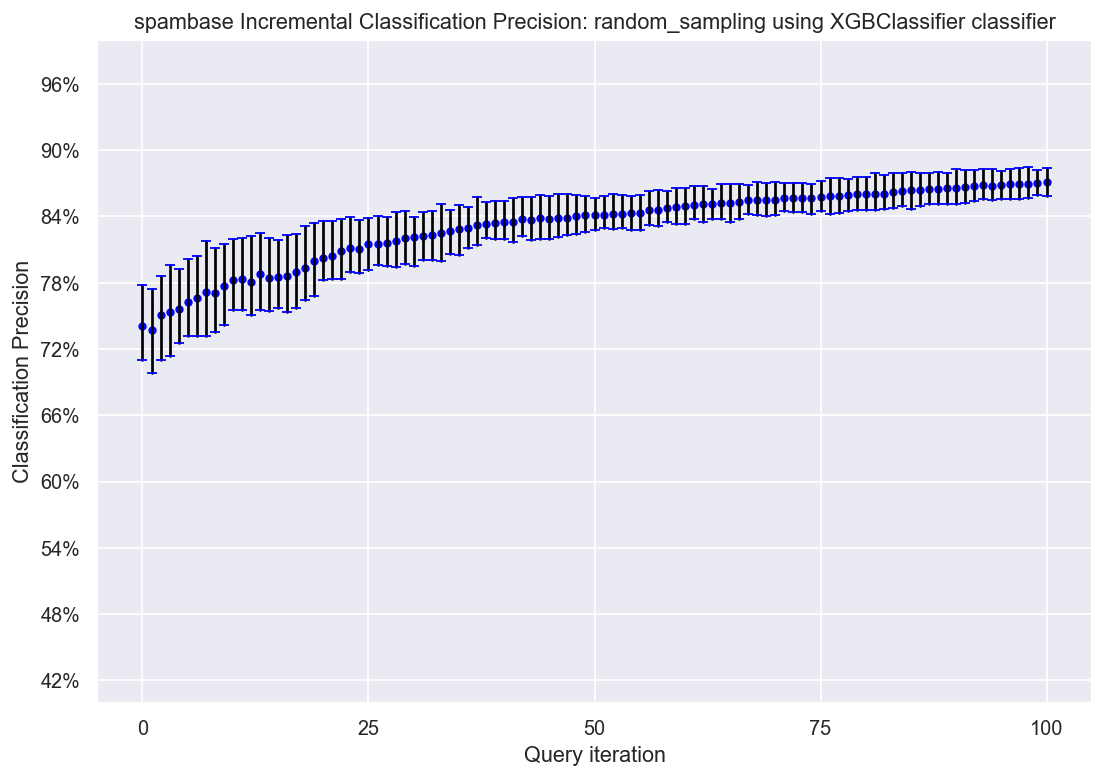 spambase Incremental Classification Precision: random_sampling using XGBClassifier classifier
96%
90%
84%
78%
72%
66%
60%
54%
48%
42%
Classification Precision
0 25 50 75 100
Query iteration